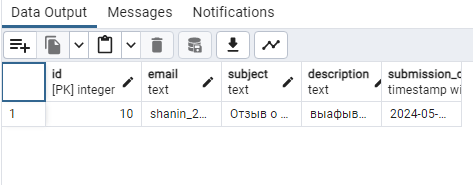 Data Output Messages Notifications
id email subject description submission_d
[PK] integer text text text timestamp wi
1 10 shanin_2... Отзыв о ... выафыв... 2024-05-...